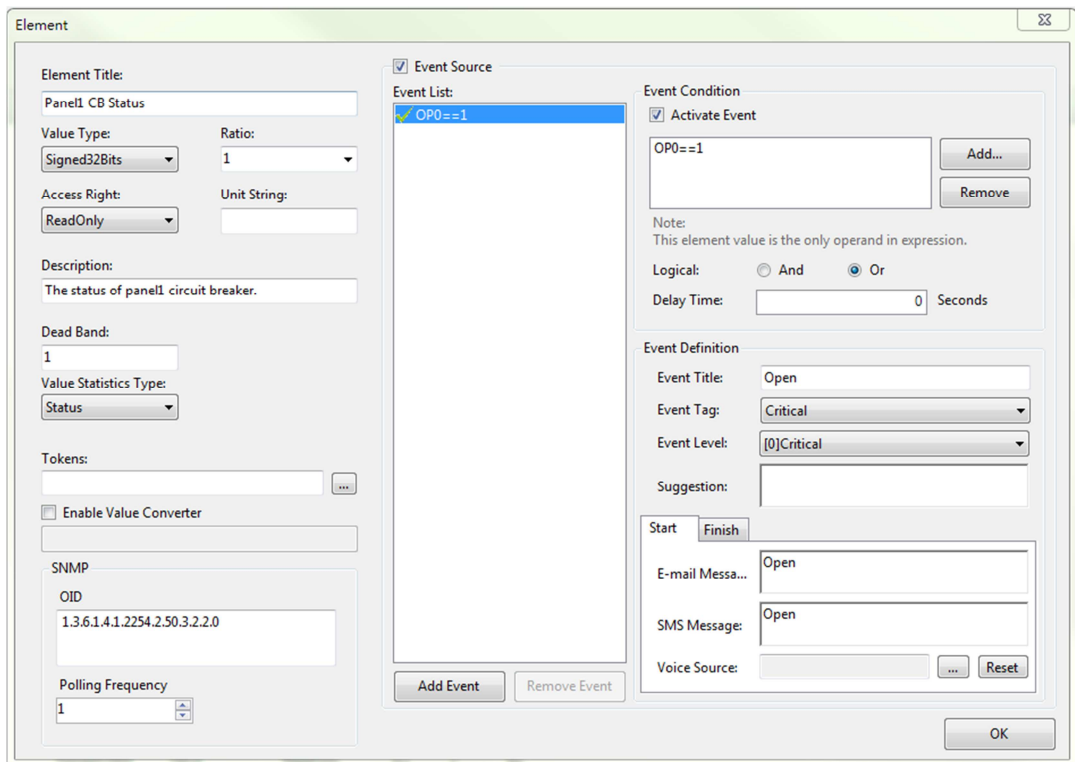 Element
Element Title:
Panel1 CB Status
Value Type:
Ratio:
Signed32Bits
1
Access Right:
Unit String:
ReadOnly
Description:
The status of panel1 circuit breaker.
Dead Band:
1
Value Statistics Type:
Status
Tokens:
...
Enable Value Converter
SNMP
OID
1.3.6.1.4.1.2254.2.50.3.2.2.0
Polling Frequency
1
Event Source
Event List:
OP0==1
Add Event
Remove Event
Event Condition
Activate Event
OP0==1
Add...
Remove
Note:
This element value is the only operand in expression.
Logical:
And
Or
Delay Time:
0
Seconds
Event Definition
Event Title:
Open
Event Tag:
Critical
Event Level:
[0]Critical
Suggestion:
Start
Finish
E-mail Messa...
Open
SMS Message:
Open
Voice Source:
...
Reset
OK